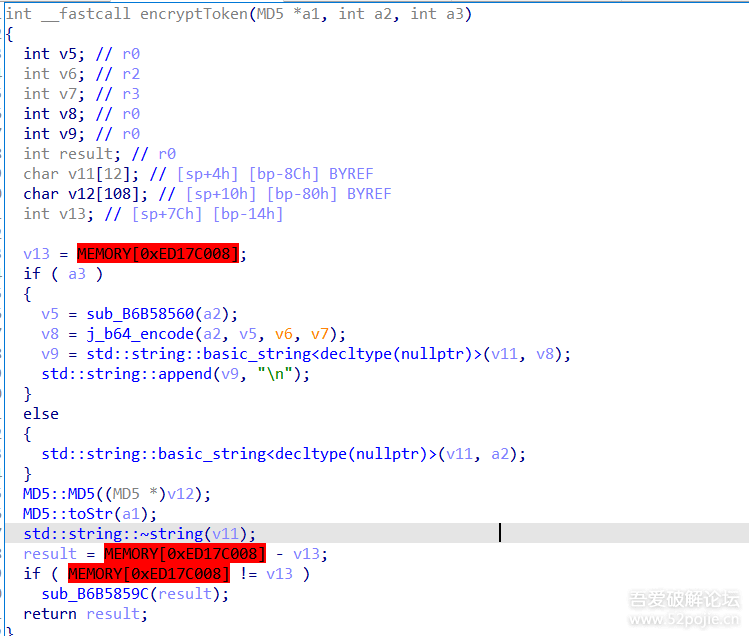 int __fastcall encryptToken(MD5 *a1, int a2, int a3)
{
int v5; // r0
int v6; // r2
int v7; // r3
int v8; // r0
int v9; // r0
int result; // r0
char v11[12]; // [sp+4h] [bp-8Ch] BYREF
char v12[108]; // [sp+10h] [bp-80h] BYREF
int v13; // [sp+7Ch] [bp-14h]
v13 = MEMORY[0xED17C008];
if ( a3 )
{
v5 = sub_B6B58560(a2);
v8 = j_b64_encode(a2, v5, v6, v7);
v9 = std::string::basic_string<decltype(nullptr)>(v11, v8);
std::string::append(v9, "\n");
}
else
{
std::string::basic_string<decltype(nullptr)>(v11, a2);
}
MD5::MD5((MD5 *)v12);
MD5::toStr(a1);
std::string::~string(v11);
result = MEMORY[0xED17C008] - v13;
if ( MEMORY[0xED17C008] != v13 )
sub_B6B5859C(result);
return result;
}
吾爱破解论坛
www.52pojie.cn